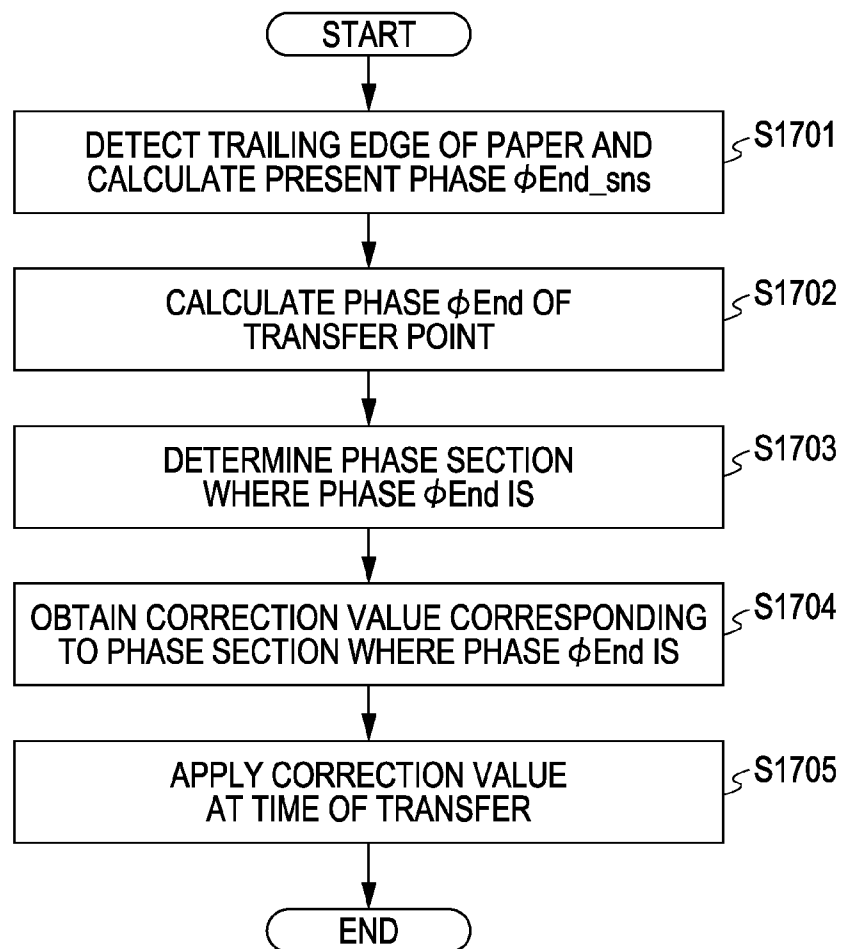 START
DETECT TRAILING EDGE OF PAPER AND
CALCULATE PRESENT PHASE ϕEnd_sns
S1701
CALCULATE PHASE ϕEnd OF
TRANSFER POINT
S1702
DETERMINE PHASE SECTION
WHERE PHASE ϕEnd IS
S1703
OBTAIN CORRECTION VALUE CORRESPONDING
TO PHASE SECTION WHERE PHASE ϕEnd IS
S1704
APPLY CORRECTION VALUE
AT TIME OF TRANSFER
S1705
END